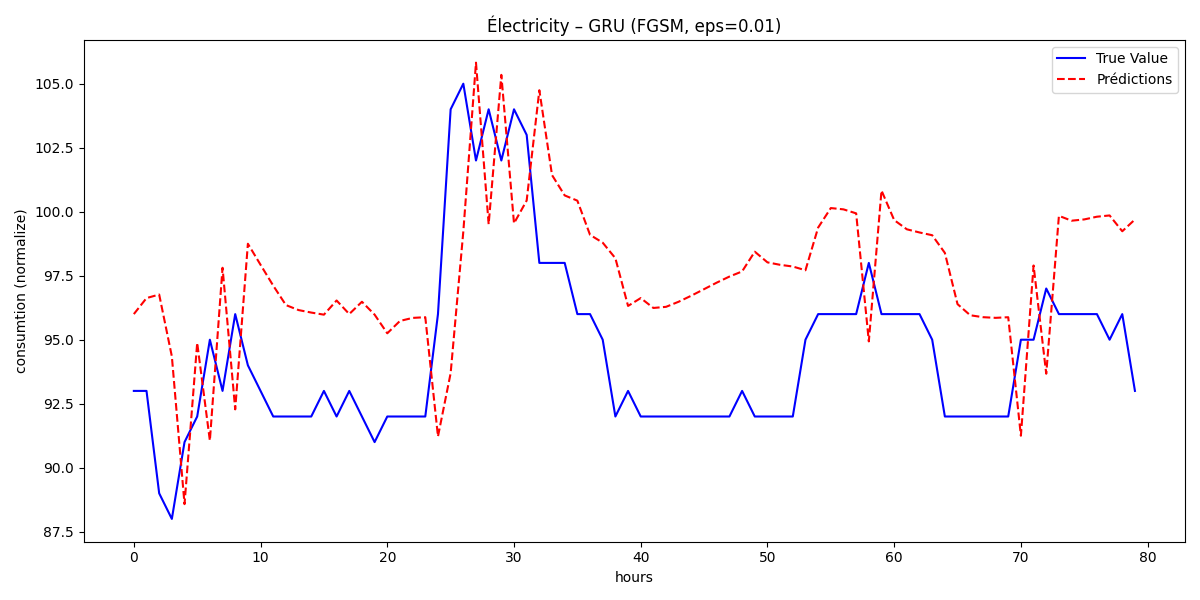 Électricity – GRU (FGSM, eps=0.01)
True Value
Prédictions
consumtion (normalize)
105.0
102.5
100.0
97.5
95.0
92.5
90.0
87.5
0 10 20 30 40 50 60 70 80
hours